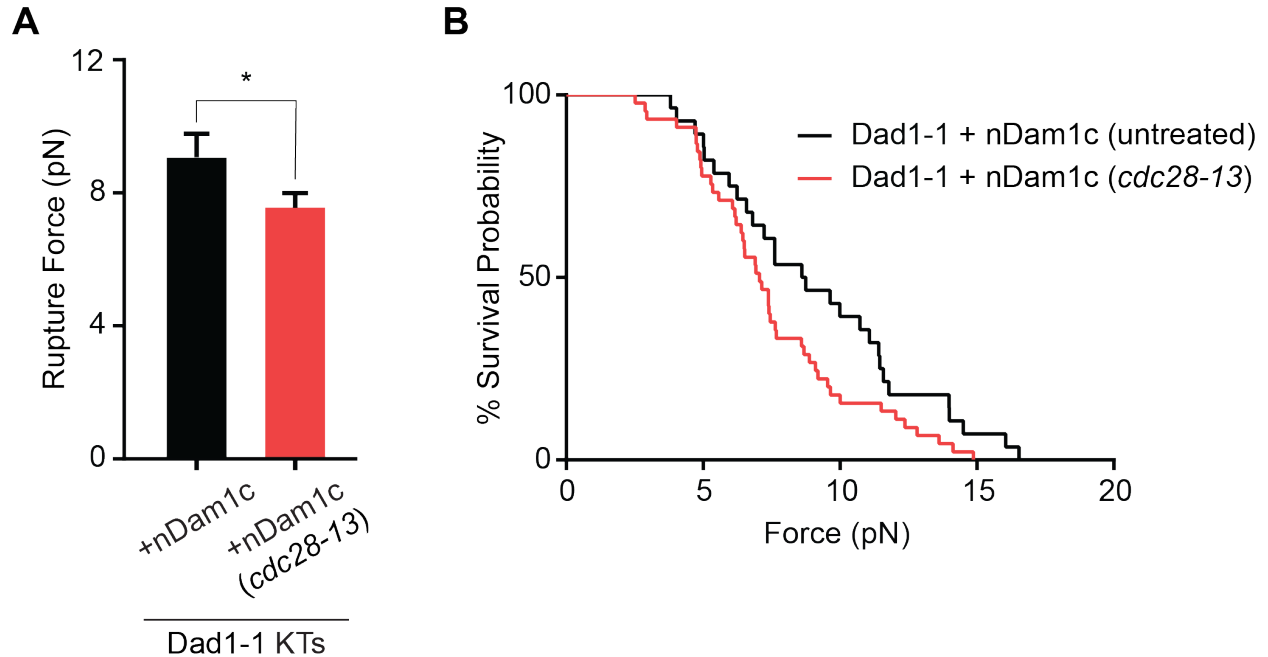 A
Rupture Force (pN)
12
8
4
0
*
+nDam1c
+nDam1c
(cdc28-13)
Dad1-1 KTs
B
% Survival Probability
100
50
0
Dad1-1 + nDam1c (untreated)
Dad1-1 + nDam1c (cdc28-13)
0 5 10 15 20
Force (pN)